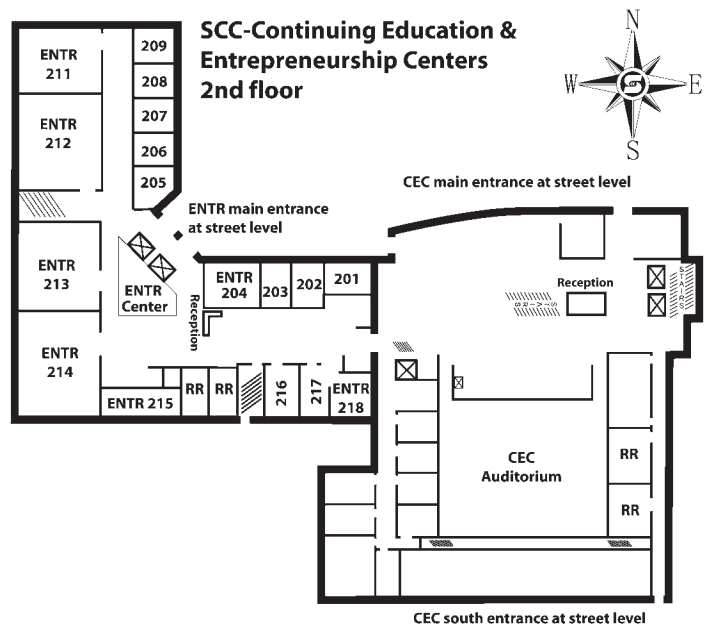 SCC-Continuing Education &
Entrepreneurship Centers
2nd floor
N
W
E
S
ENTR
211
209
208
ENTR
212
207
206
205
CEC main entrance at street level
ENTR main entrance
at street level
ENTR
213
ENTR
Center
ENTR
204
203
202
201
Reception
Reception
STAIRS
STAIRS
ENTR
214
ENTR 215
RR
RR
216
217
ENTR
218
CEC
Auditorium
RR
RR
CEC south entrance at street level